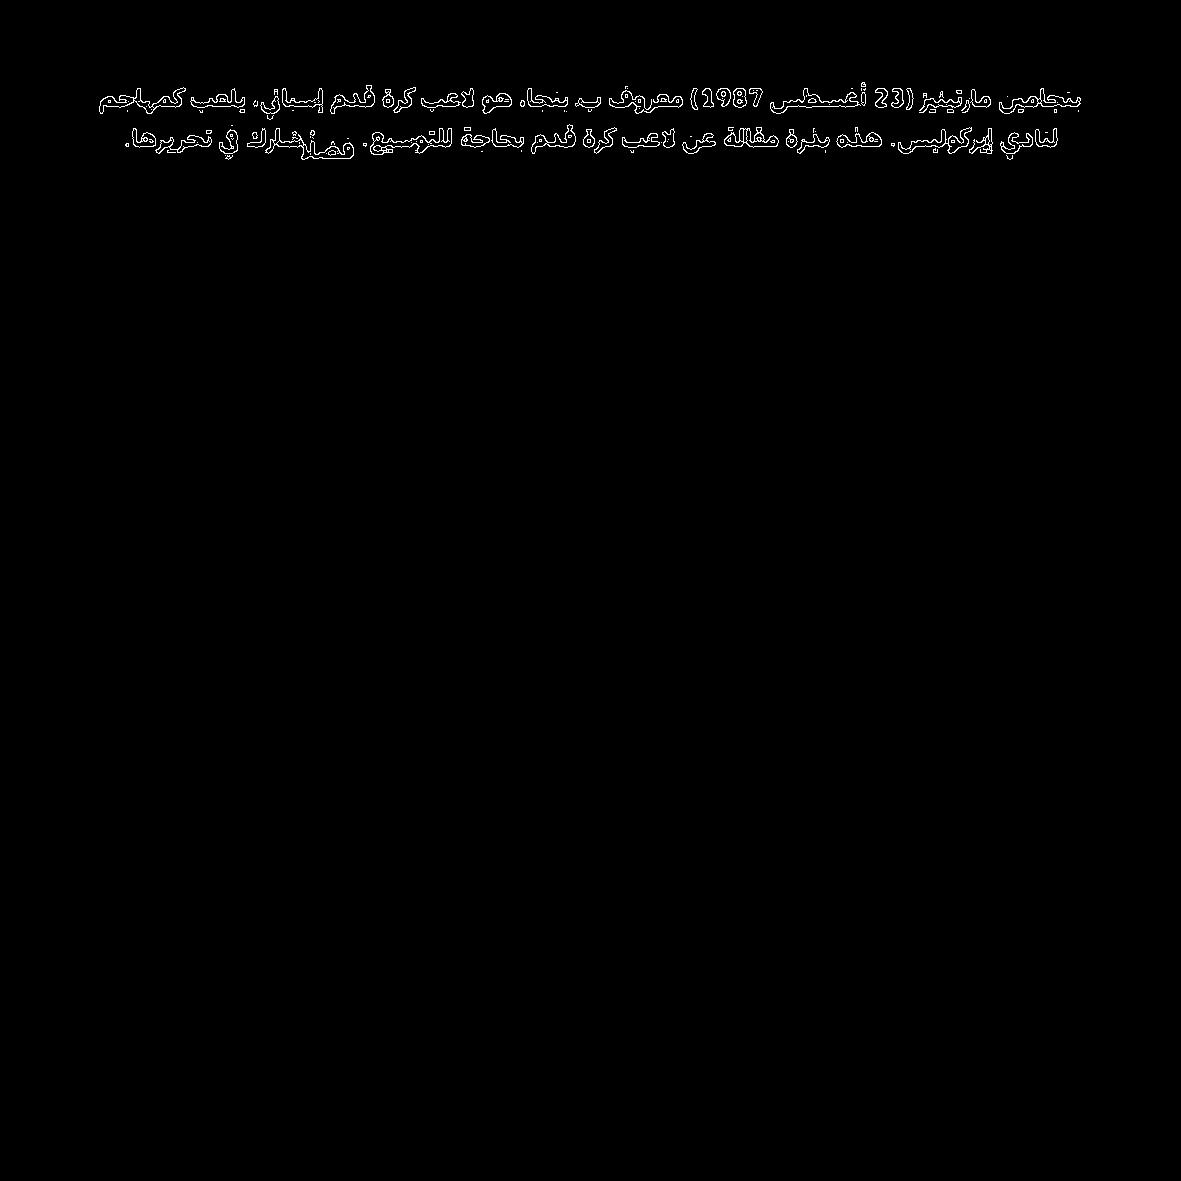 بنجامين مارتينيز (23 أغسطس 1987) معروف ب بنجا، هو لاعب كرة قدم إسباني، يلعب كمهاجم
لنادي إيركوليس. هذه بذرة مقالة عن لاعب كرة قدم بحاجة للتوسيع. فضلًا شارك في تحريرها.